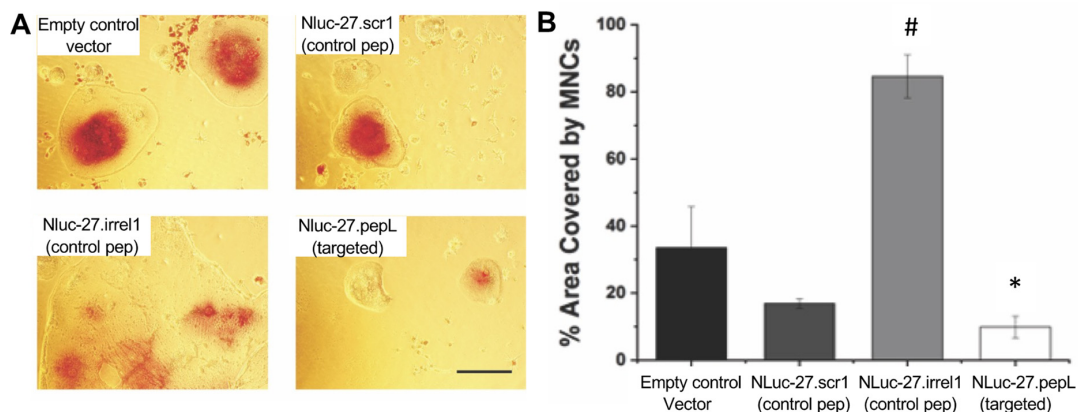 A
Empty control
vector
Nluc-27.scr1
(control pep)
Nluc-27.irrel1
(control pep)
Nluc-27.pepL
(targeted)
B
% Area Covered by MNCs
100
80
60
40
20
0
#
*
Empty control
Vector
NLuc-27.scr1
(control pep)
NLuc-27.irrel1
(control pep)
NLuc-27.pepL
(targeted)